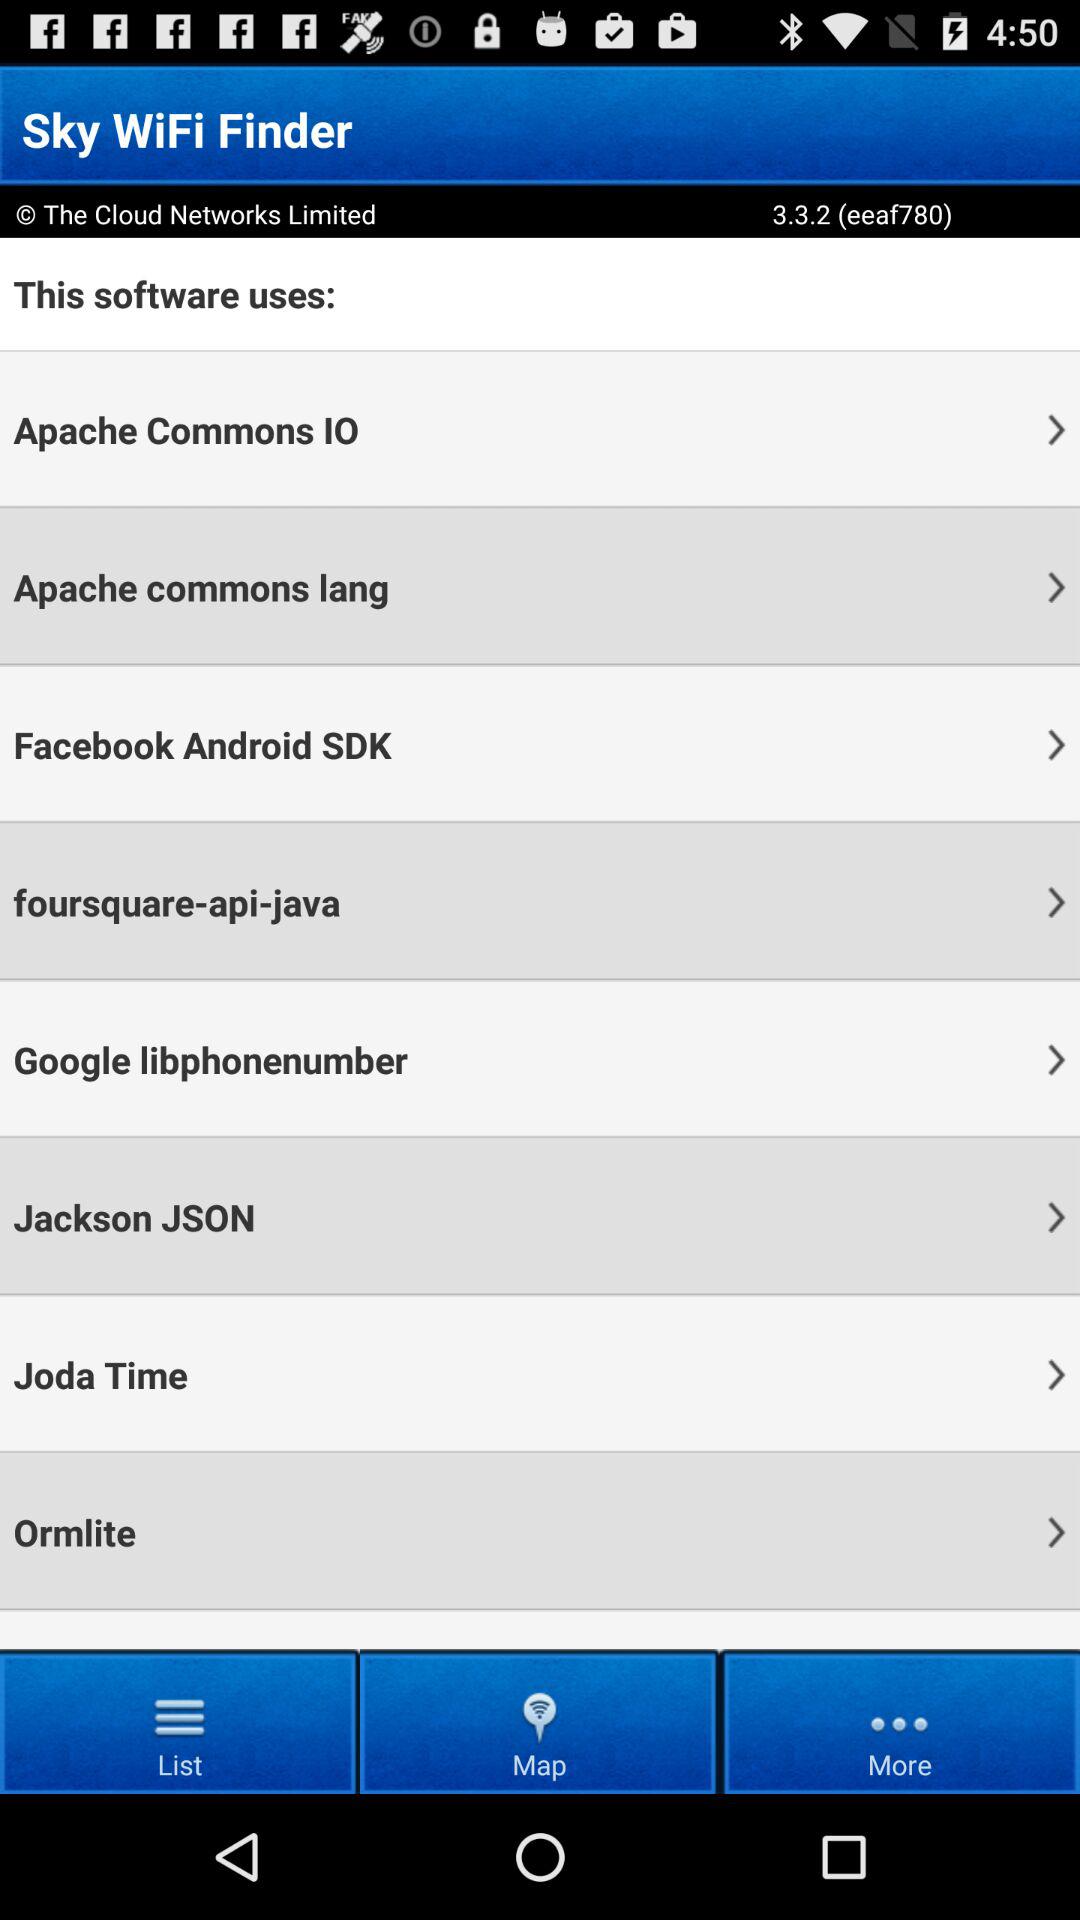 FAKE
4:50
Sky WiFi Finder
© The Cloud Networks Limited 3.3.2 (eeaf780)
This software uses:
Apache Commons IO
Apache commons lang
Facebook Android SDK
foursquare-api-java
Google libphonenumber
Jackson JSON
Joda Time
Ormlite
List Map More